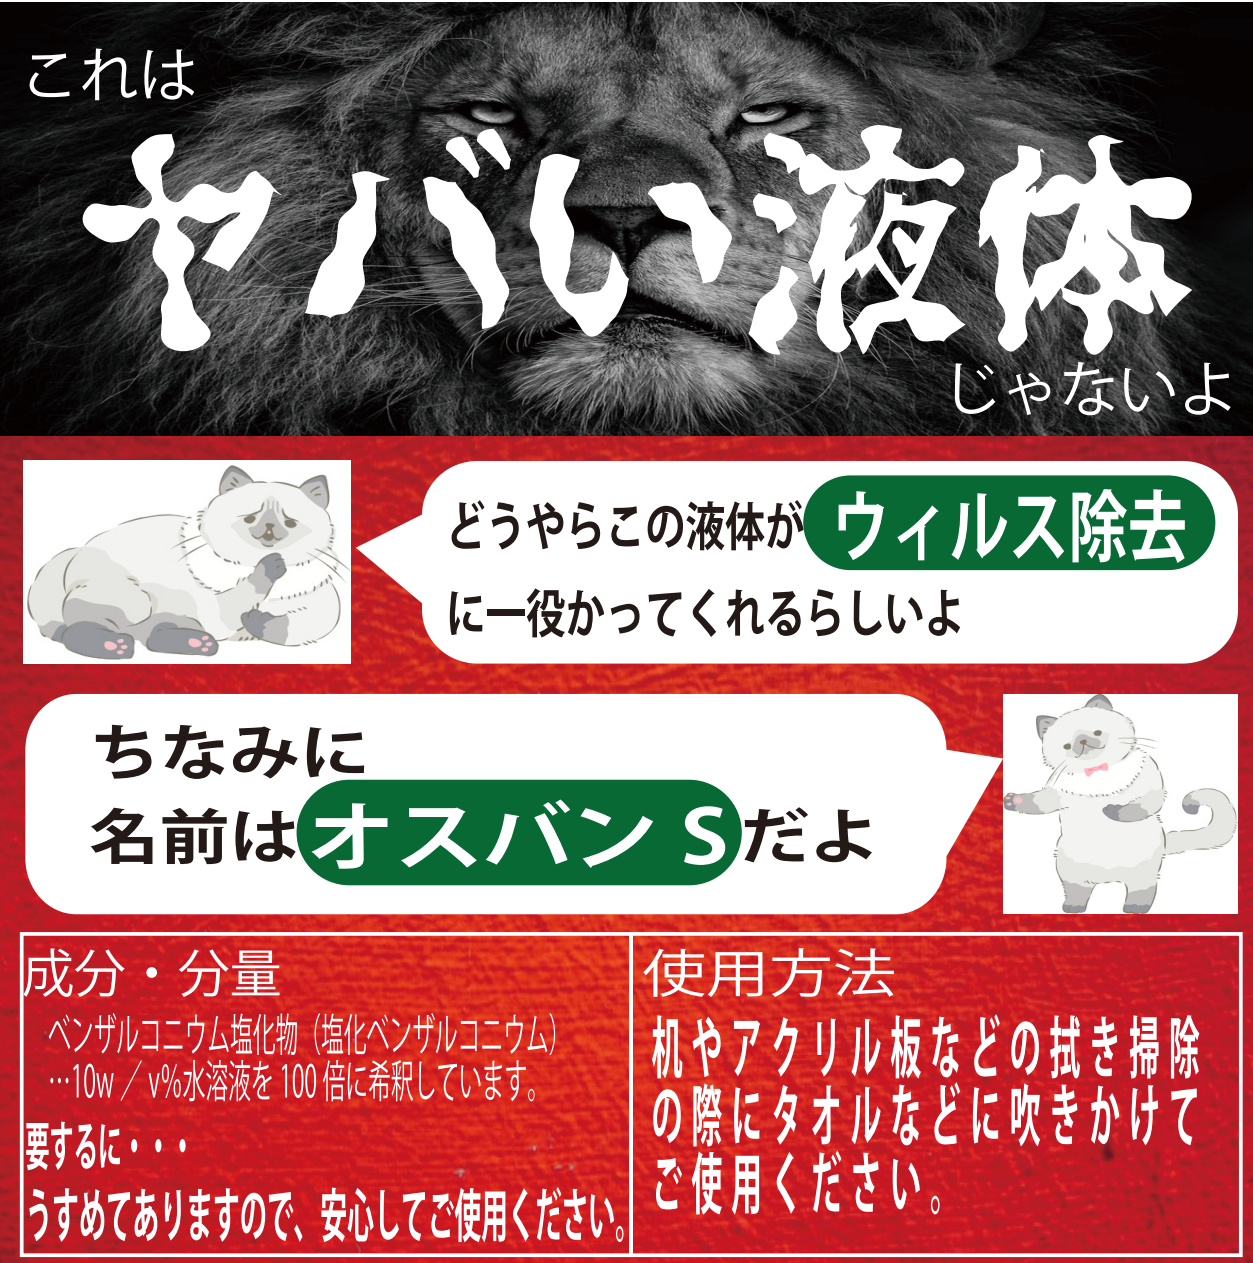 これは
ヤバい液体
じゃないよ
どうやらこの液体がウィルス除去
に一役かってくれるらしいよ
ちなみに
名前はオスバンSだよ
成分・分量
ベンザルコニウム塩化物（塩化ベンザルコニウム）
…10w／v%水溶液を100倍に希釈しています。
要するに・・・
うすめてありますので、安心してご使用ください。
使用方法
机やアクリル板などの拭き掃除
の際にタオルなどに吹きかけて
ご使用ください。